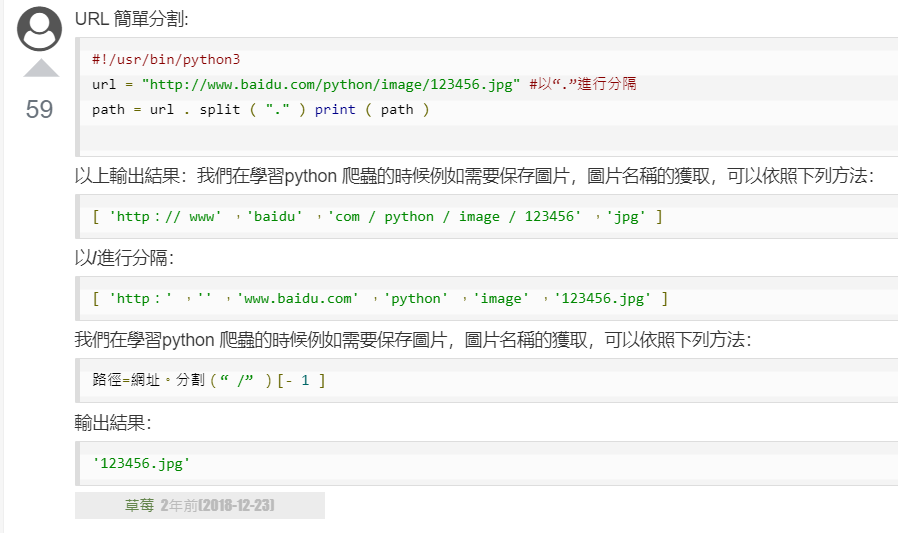 URL 簡單分割:
59
#!/usr/bin/python3
url = "http://www.baidu.com/python/image/123456.jpg" #以“.”進行分隔
path = url . split ( "." ) print ( path )
以上輸出結果：我們在學習python 爬蟲的時候例如需要保存圖片，圖片名稱的獲取，可以依照下列方法：
[ 'http：// www' ，'baidu' ，'com / python / image / 123456' ，'jpg' ]
以/進行分隔：
[ 'http：' ，'' ，'www.baidu.com' ，'python' ，'image' ，'123456.jpg' ]
我們在學習python 爬蟲的時候例如需要保存圖片，圖片名稱的獲取，可以依照下列方法：
路徑=網址。分割（“ /” ）[- 1 ]
輸出結果：
'123456.jpg'
草莓 2年前(2018-12-23)